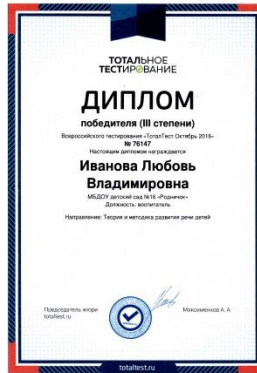 ТОТАЛЬНОЕ
ТЕСТИРОВАНИЕ
ДИПЛОМ
победителя (III степени)
Всероссийского тестирования «ТоталТест Октябрь 2016»
№ 76147
Настоящим дипломом награждается
Иванова Любовь
Владимировна
МБДОУ детский сад №16 «Родничок»
Должность: воспитатель
Направление: Теория и методика развития речи детей
Председатель жюри
totaltest.ru
Максименков А. А.
totaltest.ru